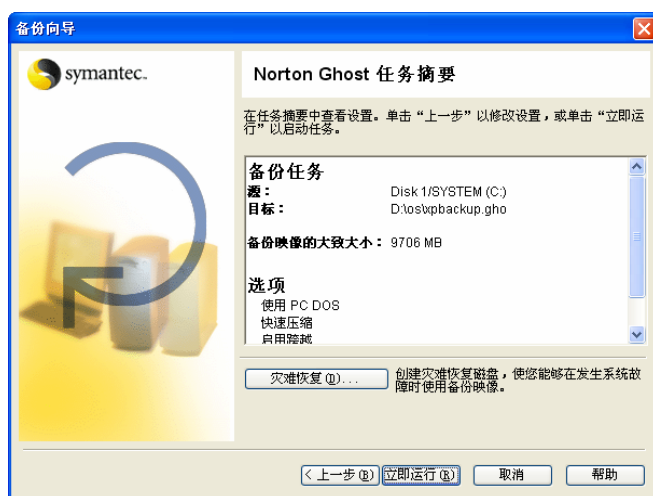 备份向导
symantec.
Norton Ghost 任务摘要
在任务摘要中查看设置。单击“上一步”以修改设置，或单击“立即运
行”以启动任务。
备份任务
源： Disk 1/SYSTEM (C:)
目标： D:\os\xpbackup.gho
备份映像的大致大小： 9706 MB
选项
使用 PC DOS
快速压缩
启用跨越
灾难恢复(D)... 创建灾难恢复磁盘，使您能够在发生系统故
障时使用备份映像。
< 上一步(B) 立即运行(R) 取消 帮助